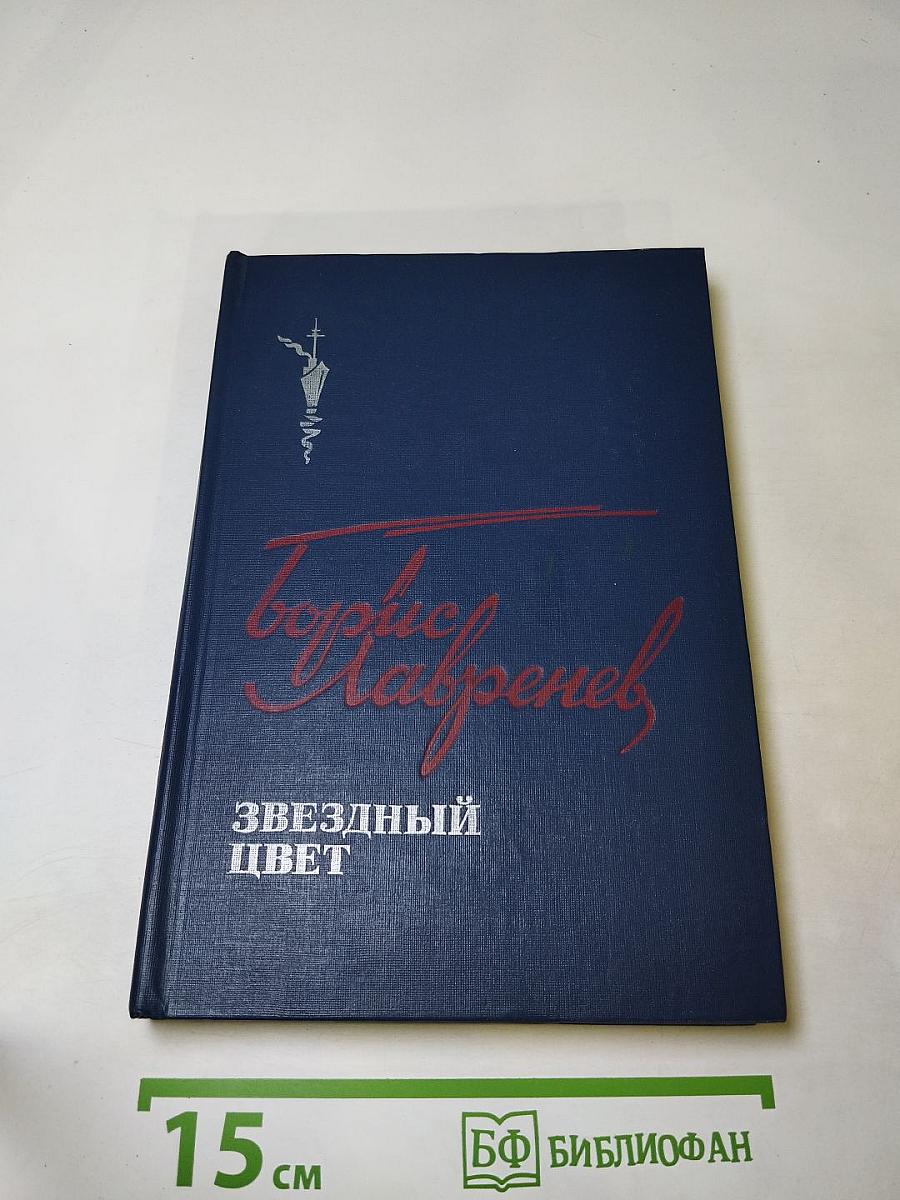 Борис
Лавренев
ЗВЕЗДНЫЙ
ЦВЕТ
15 см
БФ БИБЛИОФАН